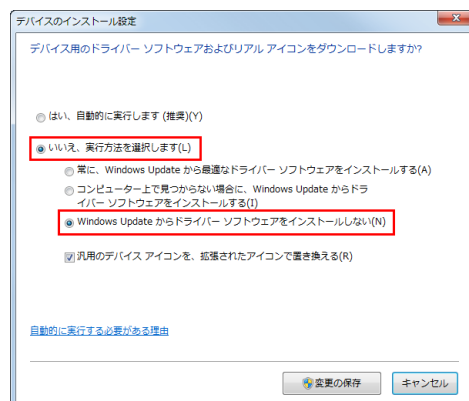 デバイスのインストール設定
デバイス用のドライバー ソフトウェアおよびリアル アイコンをダウンロードしますか?
はい、自動的に実行します (推奨)(Y)
いいえ、実行方法を選択します(L)
常に、Windows Update から最適なドライバー ソフトウェアをインストールする(A)
コンピューター上で見つからない場合に、Windows Update からドラ
イバー ソフトウェアをインストールする(I)
Windows Update からドライバー ソフトウェアをインストールしない(N)
汎用のデバイス アイコンを、拡張されたアイコンで置き換える(R)
自動的に実行する必要がある理由
変更の保存
キャンセル